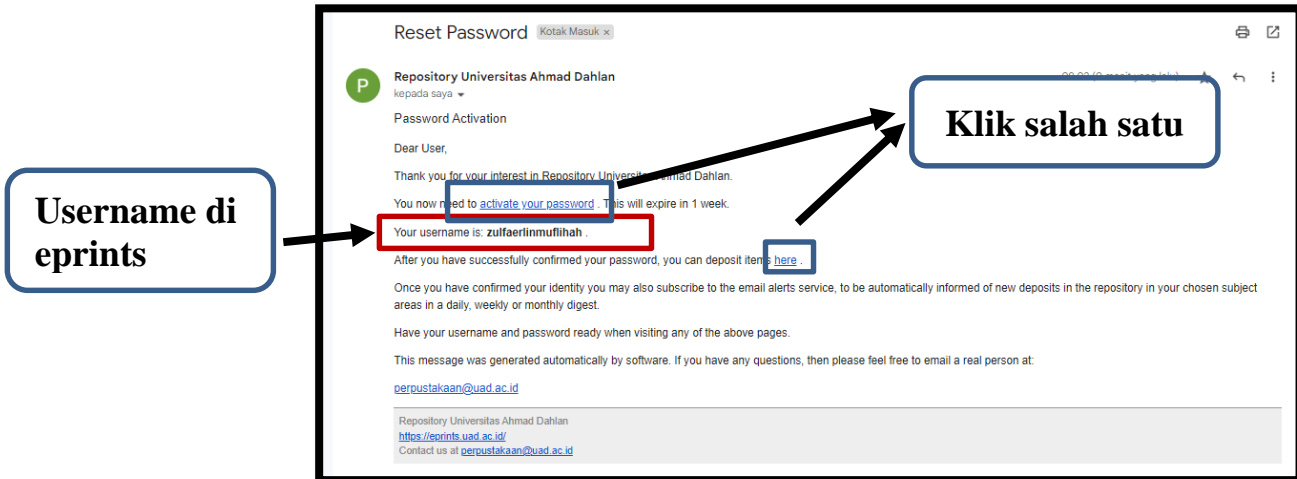 Reset Password Kotak Masuk ×
P
Repository Universitas Ahmad Dahlan
kepada saya
Password Activation
Klik salah satu
Dear User,
Thank you for your interest in Repository Universitas Ahmad Dahlan.
You now need to activate your password . This will expire in 1 week.
Username di
eprints
Your username is: zulfaerlinmuflihah .
After you have successfully confirmed your password, you can deposit items here .
Once you have confirmed your identity you may also subscribe to the email alerts service, to be automatically informed of new deposits in the repository in your chosen subject
areas in a daily, weekly or monthly digest.
Have your username and password ready when visiting any of the above pages.
This message was generated automatically by software. If you have any questions, then please feel free to email a real person at:
perpustakaan@uad.ac.id
Repository Universitas Ahmad Dahlan
https://eprints.uad.ac.id/
Contact us at perpustakaan@uad.ac.id